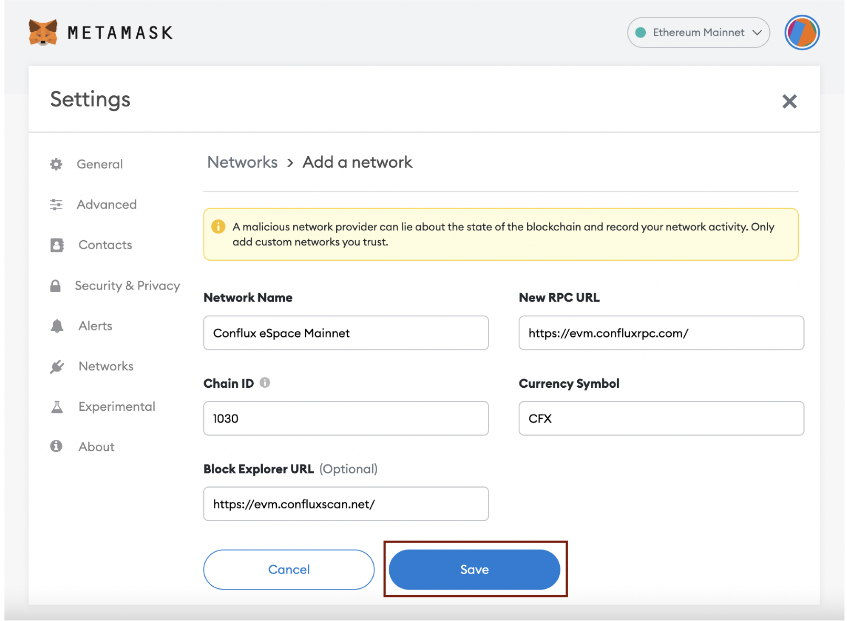 METAMASK
Ethereum Mainnet
Settings
General
Advanced
Contacts
Security & Privacy
Alerts
Networks
Experimental
About
Networks > Add a network
A malicious network provider can lie about the state of the blockchain and record your network activity. Only
add custom networks you trust.
Network Name
Conflux eSpace Mainnet
New RPC URL
https://evm.confluxrpc.com/
Chain ID
1030
Currency Symbol
CFX
Block Explorer URL (Optional)
https://evm.confluxscan.net/
Cancel
Save